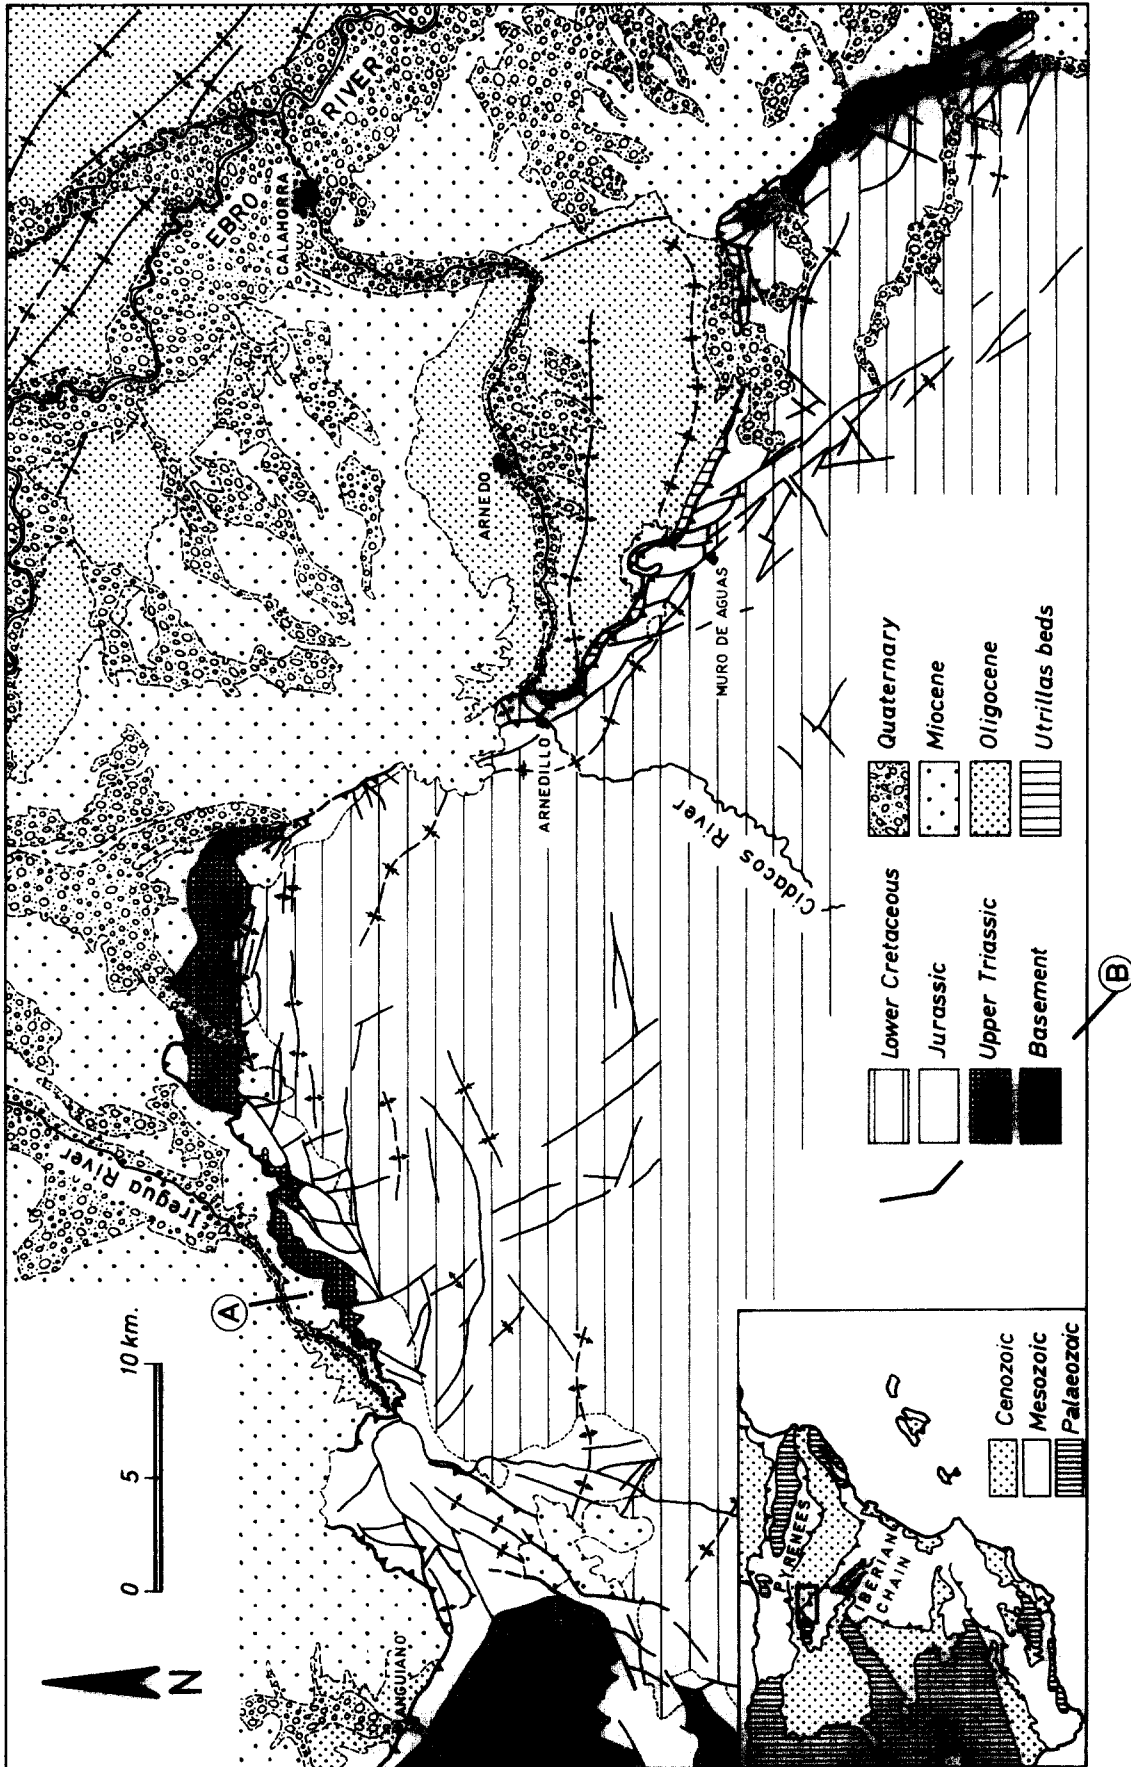 N
0 5 10 km.
A
Iregua River
EBRO
RIVER
CALAHORRA
ANGUIANO
ARNEDO
ARNEDILLO
MURO DE AGUAS
Cidacos River
PYRENEES
IBERIAN
CHAIN
Cenozoic
Mesozoic
Palaeozoic
Lower Cretaceous
Jurassic
Upper Triassic
Basement
Quaternary
Miocene
Oligocene
Utrillas beds
B